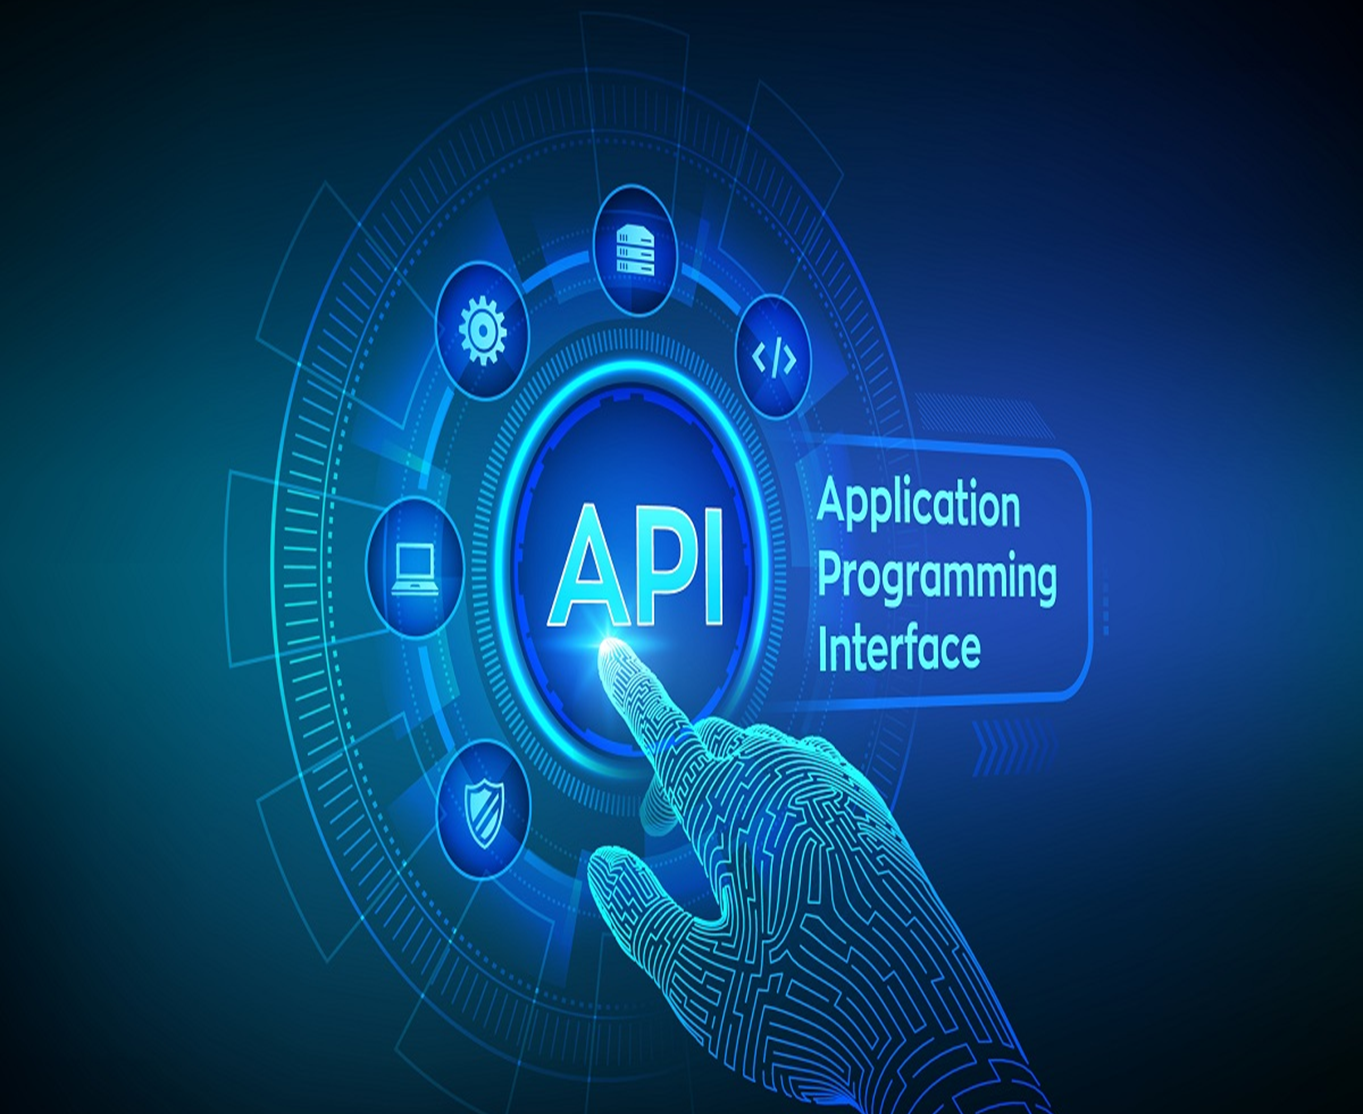 API
Application
Programming
Interface